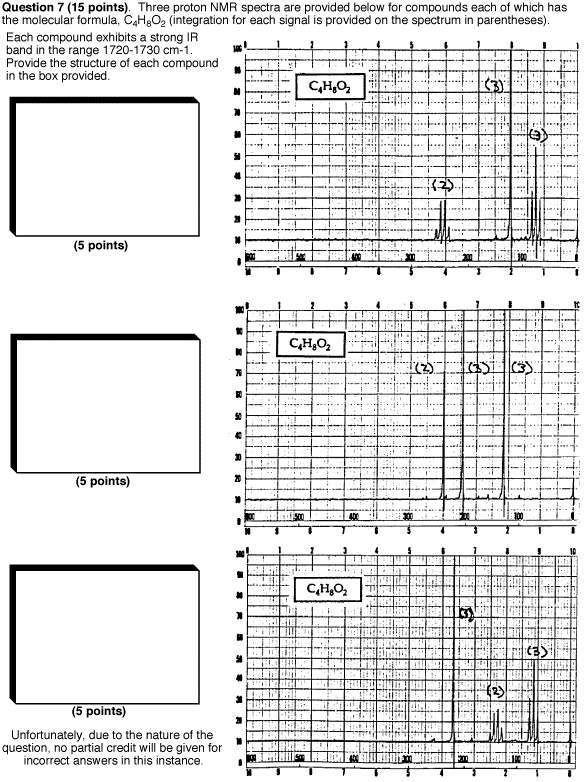 Question 7 (15 points). Three proton NMR spectra are provided below for compounds each of which has
the molecular formula, C₄H₈O₂ (integration for each signal is provided on the spectrum in parentheses).
Each compound exhibits a strong IR
band in the range 1720-1730 cm-1.
Provide the structure of each compound
in the box provided.
(5 points)
C₄H₈O₂
(3)
(3)
(2)
(5 points)
C₄H₈O₂
(2) (3) (3)
(5 points)
C₄H₈O₂
(3)
(3)
(2)
Unfortunately, due to the nature of the
question, no partial credit will be given for
incorrect answers in this instance.